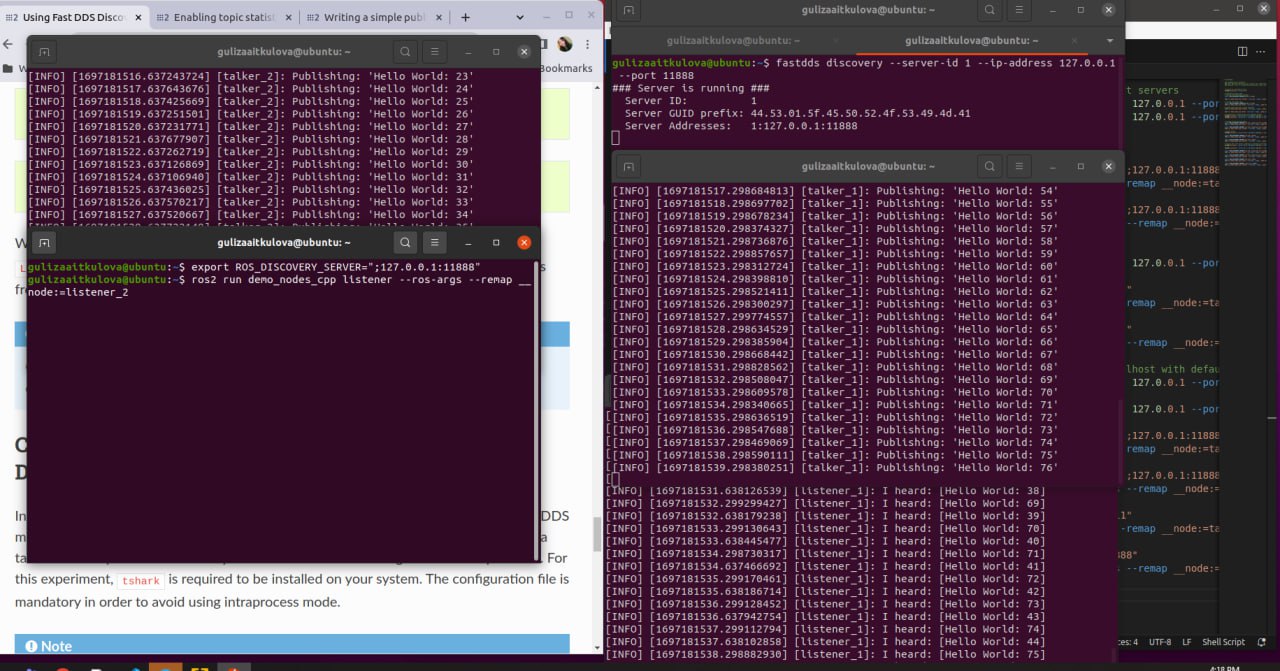 Using Fast DDS Disco
Enabling topic statist
Writing a simple publ
Bookmarks
gulizaaitkulova@ubuntu: ~
[INFO] [1697181516.637243724] [talker_2]: Publishing: 'Hello World: 23'
[INFO] [1697181517.637643676] [talker_2]: Publishing: 'Hello World: 24'
[INFO] [1697181518.637425669] [talker_2]: Publishing: 'Hello World: 25'
[INFO] [1697181519.637251501] [talker_2]: Publishing: 'Hello World: 26'
[INFO] [1697181520.637231771] [talker_2]: Publishing: 'Hello World: 27'
[INFO] [1697181521.637677907] [talker_2]: Publishing: 'Hello World: 28'
[INFO] [1697181522.637262719] [talker_2]: Publishing: 'Hello World: 29'
[INFO] [1697181523.637126869] [talker_2]: Publishing: 'Hello World: 30'
[INFO] [1697181524.637106940] [talker_2]: Publishing: 'Hello World: 31'
[INFO] [1697181525.637436025] [talker_2]: Publishing: 'Hello World: 32'
[INFO] [1697181526.637570217] [talker_2]: Publishing: 'Hello World: 33'
[INFO] [1697181527.637520667] [talker_2]: Publishing: 'Hello World: 34'
gulizaaitkulova@ubuntu: ~
gulizaaitkulova@ubuntu:~$ export ROS_DISCOVERY_SERVER=";127.0.0.1:11888"
gulizaaitkulova@ubuntu:~$ ros2 run demo_nodes_cpp listener --ros-args --remap __
node:=listener_2
DDS
For
this experiment, tshark is required to be installed on your system. The configuration file is
mandatory in order to avoid using intraprocess mode.
Note
gulizaaitkulova@ubuntu: ~
gulizaaitkulova@ubuntu: ~
gulizaaitkulova@ubuntu: ~
gulizaaitkulova@ubuntu:~$ fastdds discovery --server-id 1 --ip-address 127.0.0.1
--port 11888
### Server is running ###
Server ID: 1
Server GUID prefix: 44.53.01.5f.45.50.52.4f.53.49.4d.41
Server Addresses: 1:127.0.0.1:11888
gulizaaitkulova@ubuntu: ~
[INFO] [1697181517.298684813] [talker_1]: Publishing: 'Hello World: 54'
[INFO] [1697181518.298697702] [talker_1]: Publishing: 'Hello World: 55'
[INFO] [1697181519.298678234] [talker_1]: Publishing: 'Hello World: 56'
[INFO] [1697181520.298374327] [talker_1]: Publishing: 'Hello World: 57'
[INFO] [1697181521.298736876] [talker_1]: Publishing: 'Hello World: 58'
[INFO] [1697181522.298857657] [talker_1]: Publishing: 'Hello World: 59'
[INFO] [1697181523.298312724] [talker_1]: Publishing: 'Hello World: 60'
[INFO] [1697181524.298398810] [talker_1]: Publishing: 'Hello World: 61'
[INFO] [1697181525.298521411] [talker_1]: Publishing: 'Hello World: 62'
[INFO] [1697181526.298300297] [talker_1]: Publishing: 'Hello World: 63'
[INFO] [1697181527.299774557] [talker_1]: Publishing: 'Hello World: 64'
[INFO] [1697181528.298634529] [talker_1]: Publishing: 'Hello World: 65'
[INFO] [1697181529.298385904] [talker_1]: Publishing: 'Hello World: 66'
[INFO] [1697181530.298668442] [talker_1]: Publishing: 'Hello World: 67'
[INFO] [1697181531.298828562] [talker_1]: Publishing: 'Hello World: 68'
[INFO] [1697181532.298508047] [talker_1]: Publishing: 'Hello World: 69'
[INFO] [1697181533.298609578] [talker_1]: Publishing: 'Hello World: 70'
[INFO] [1697181534.298340665] [talker_1]: Publishing: 'Hello World: 71'
[INFO] [1697181535.298636519] [talker_1]: Publishing: 'Hello World: 72'
[INFO] [1697181536.298547688] [talker_1]: Publishing: 'Hello World: 73'
[INFO] [1697181537.298469069] [talker_1]: Publishing: 'Hello World: 74'
[INFO] [1697181538.298590111] [talker_1]: Publishing: 'Hello World: 75'
[INFO] [1697181539.298380251] [talker_1]: Publishing: 'Hello World: 76'
[INFO] [1697181531.638126539] [listener_1]: I heard: [Hello World: 38]
[INFO] [1697181532.299299427] [listener_1]: I heard: [Hello World: 69]
[INFO] [1697181532.638179238] [listener_1]: I heard: [Hello World: 39]
[INFO] [1697181533.299130643] [listener_1]: I heard: [Hello World: 70]
[INFO] [1697181533.638445477] [listener_1]: I heard: [Hello World: 40]
[INFO] [1697181534.298730317] [listener_1]: I heard: [Hello World: 71]
[INFO] [1697181534.637466692] [listener_1]: I heard: [Hello World: 41]
[INFO] [1697181535.299170461] [listener_1]: I heard: [Hello World: 72]
[INFO] [1697181535.638186714] [listener_1]: I heard: [Hello World: 42]
[INFO] [1697181536.299128452] [listener_1]: I heard: [Hello World: 73]
[INFO] [1697181536.637942754] [listener_1]: I heard: [Hello World: 43]
[INFO] [1697181537.299112794] [listener_1]: I heard: [Hello World: 74]
[INFO] [1697181537.638102858] [listener_1]: I heard: [Hello World: 44]
[INFO] [1697181538.298882930] [listener_1]: I heard: [Hello World: 75]
t servers
127.0.0.1 --por
127.0.0.1 --por
;127.0.0.1:11888
remap __node:=ta
;127.0.0.1:11888
--remap __node:=
127.0.0.1 --por
remap __node:=ta
--remap __node:=
lhost with defau
127.0.0.1 --por
127.0.0.1 --por
;127.0.0.1:11888
--remap __node:=
;127.0.0.1:11888
--remap __node:=
--remap __node:=
--remap __node:=
ces: 4 UTF-8 LF Shell Script
4:18 PM